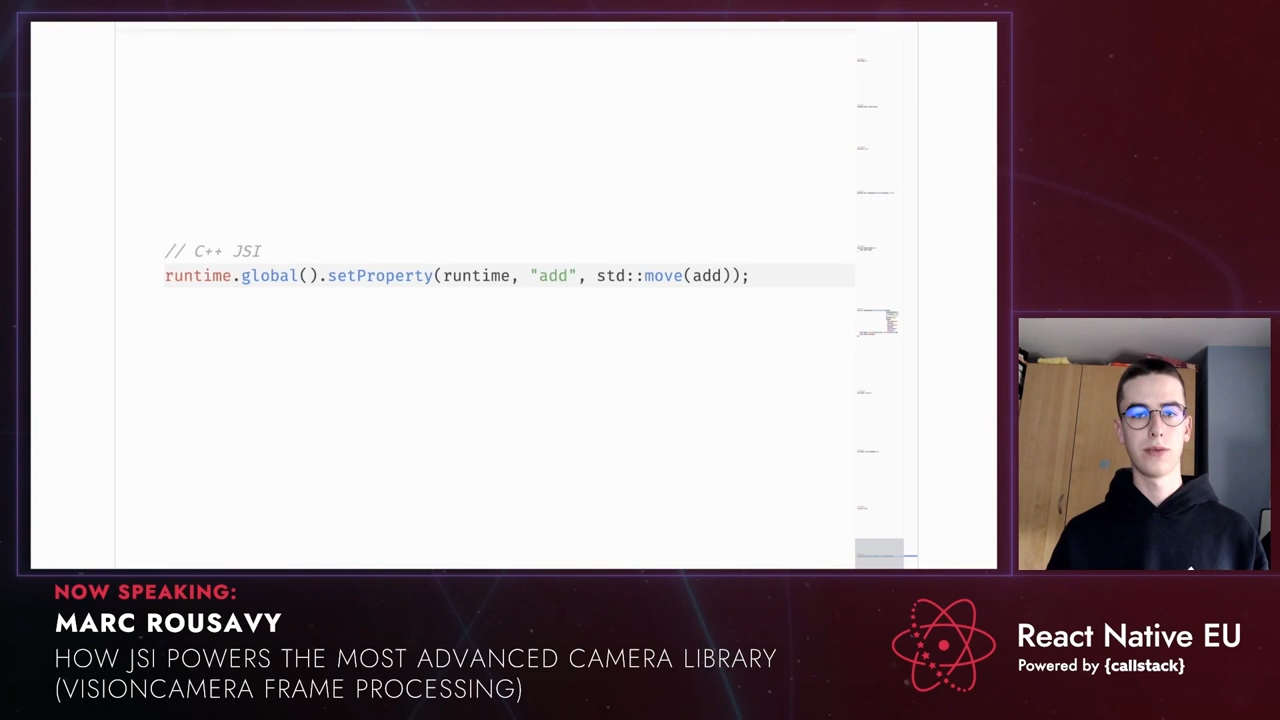 // C++ JSI
runtime.global().setProperty(runtime, "add", std::move(add));
NOW SPEAKING:
MARC ROUSAVY
HOW JSI POWERS THE MOST ADVANCED CAMERA LIBRARY
(VISIONCAMERA FRAME PROCESSING)
React Native EU
Powered by {callstack}